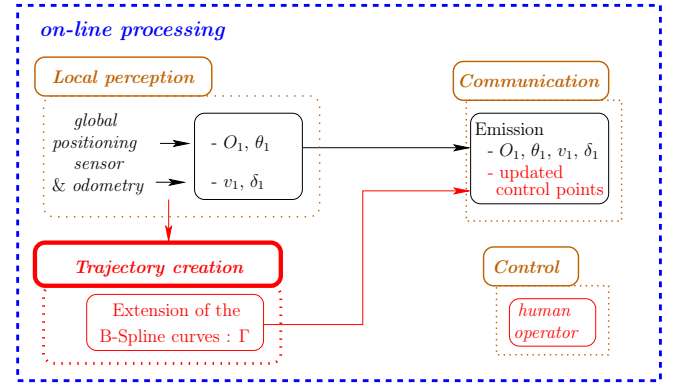 on-line processing
Local perception
global
positioning
sensor
& odometry
- O₁, θ₁
- v₁, δ₁
Communication
Emission
- O₁, θ₁, v₁, δ₁
- updated
control points
Trajectory creation
Extension of the
B-Spline curves : Γ
Control
human
operator